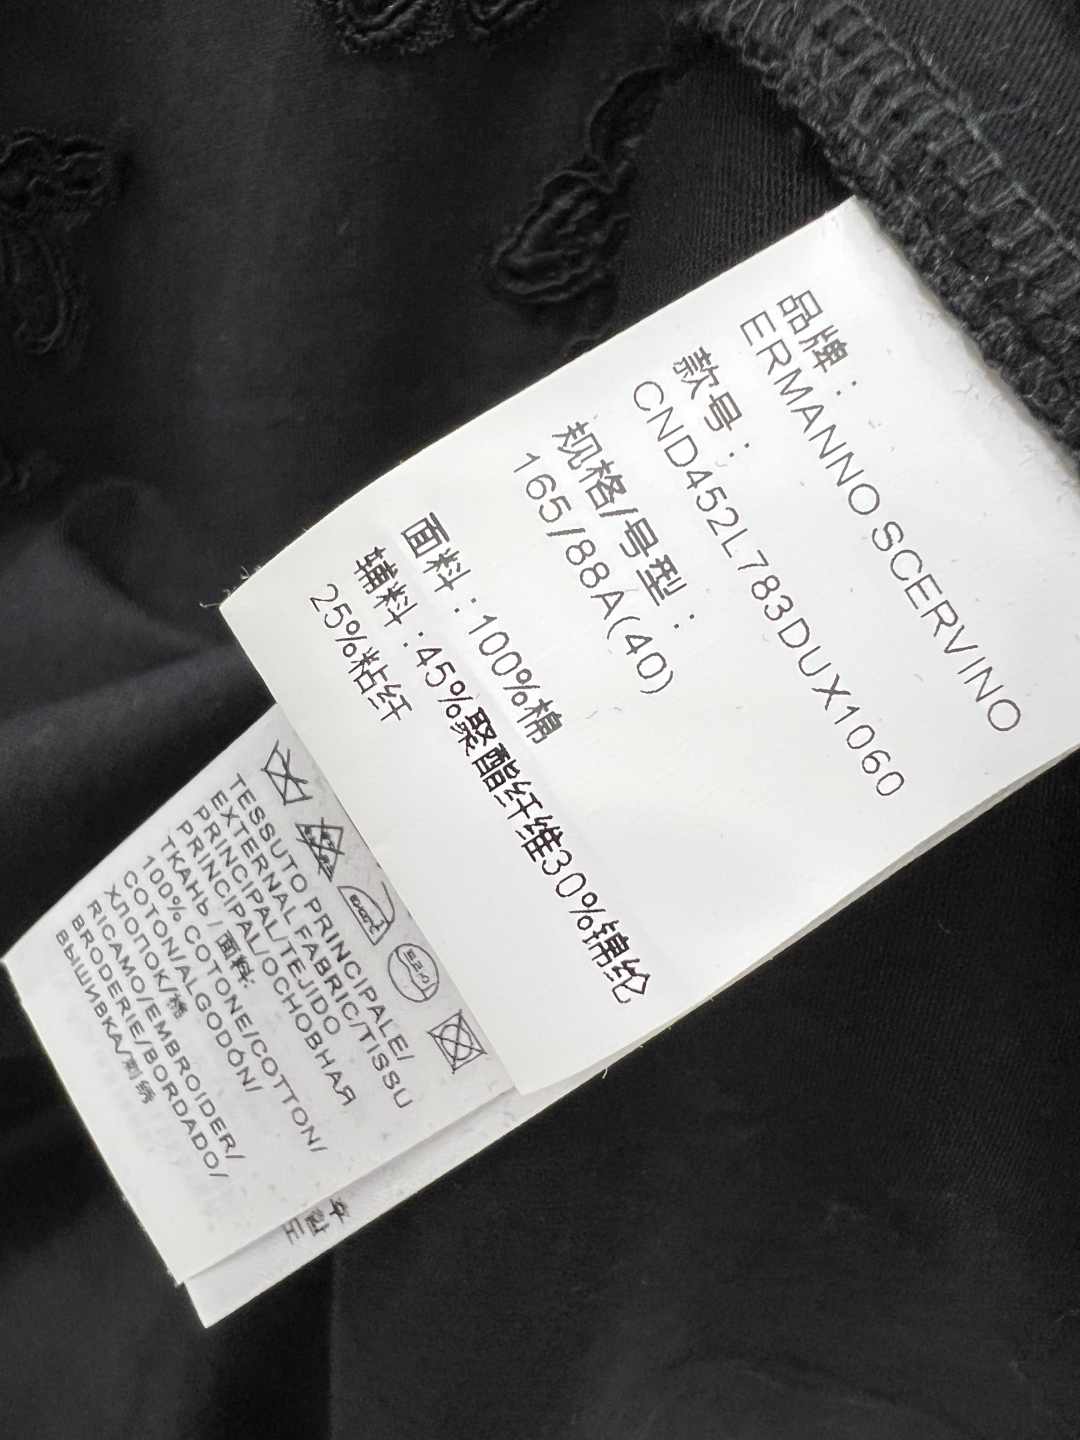 品牌：
ERMANNO SCERVINO
款号：
CND452L783DUX1060
规格/号型：
165/88A(40)
面料：100%棉
辅料：45%聚酯纤维30%锦纶
25%粘纤
TESSUTO PRINCIPALE/
EXTERNAL FABRIC/TISSU
PRINCIPAL/TEJIDO
PRINCIPAL/ОСНОВНАЯ
ТКАНЬ / 面料:
100% COTONE/COTTON/
COTON/ALGODÓN/
ХЛОПОК/棉
RICAMO/EMBROIDER/
BRODERIE/BORDADO/
ВЫШИВКА/刺绣